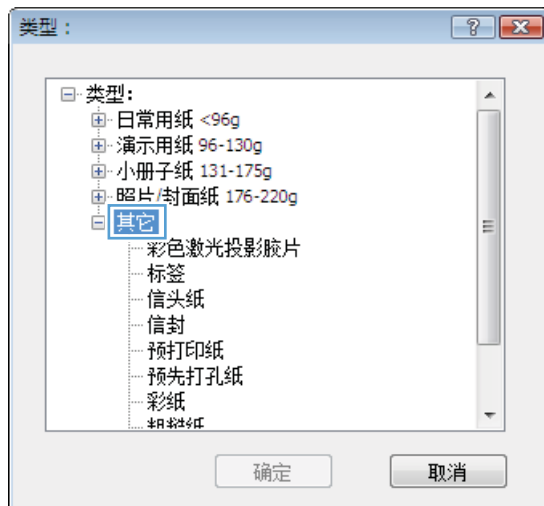 类型：
类型:
日常用纸 <96g
演示用纸 96-130g
小册子纸 131-175g
照片/封面纸 176-220g
其它
彩色激光投影胶片
标签
信头纸
信封
预打印纸
预先打孔纸
彩纸
粗糙纸
确定
取消